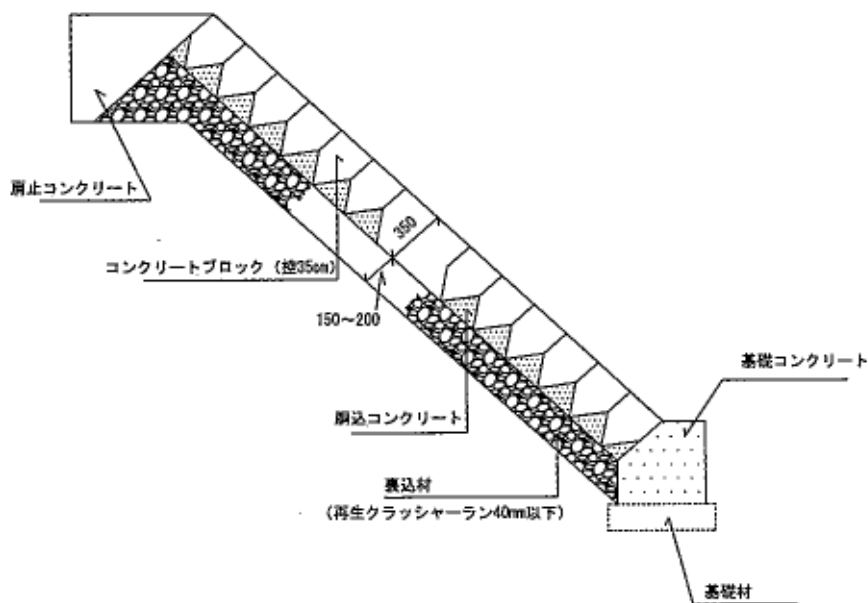 肩止コンクリート
350
コンクリートブロック（控35cm）
150～200
基礎コンクリート
胴込コンクリート
裏込材
（再生クラッシャーラン40mm以下）
基礎材